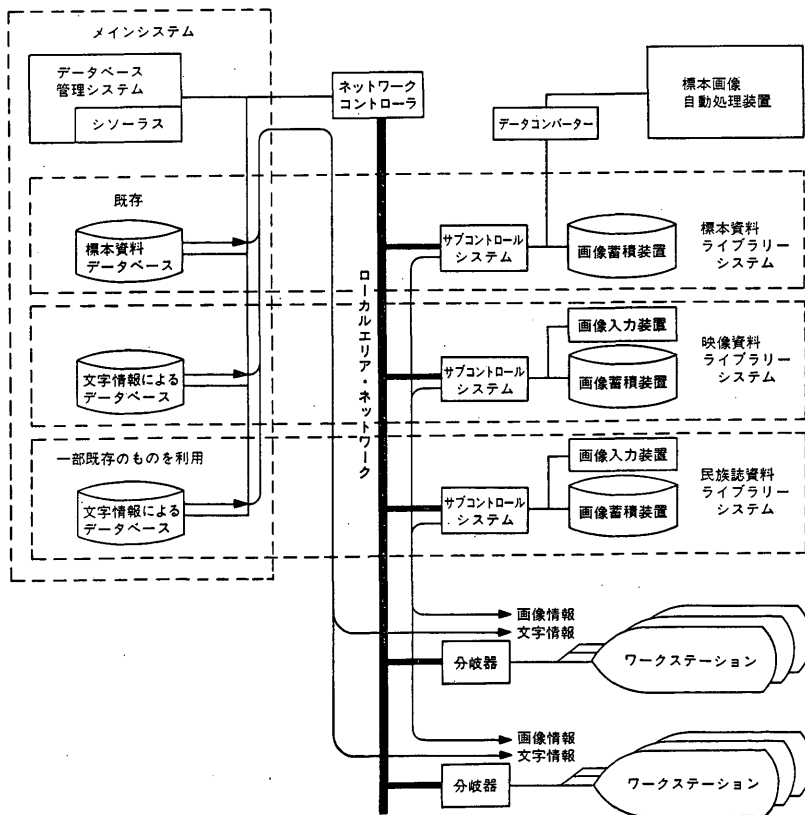 メインシステム
データベース
管理システム
シソーラス
ネットワーク
コントローラ
データコンバーター
標本画像
自動処理装置
既存
標本資料
データベース
サブコントロール
システム
画像蓄積装置
標本資料
ライブラリー
システム
ローカルエリア・ネットワーク
文字情報による
データベース
サブコントロール
システム
画像入力装置
画像蓄積装置
映像資料
ライブラリー
システム
一部既存のものを利用
文字情報による
データベース
サブコントロール
システム
画像入力装置
画像蓄積装置
民族誌資料
ライブラリー
システム
画像情報
文字情報
分岐器
ワークステーション
画像情報
文字情報
分岐器
ワークステーション